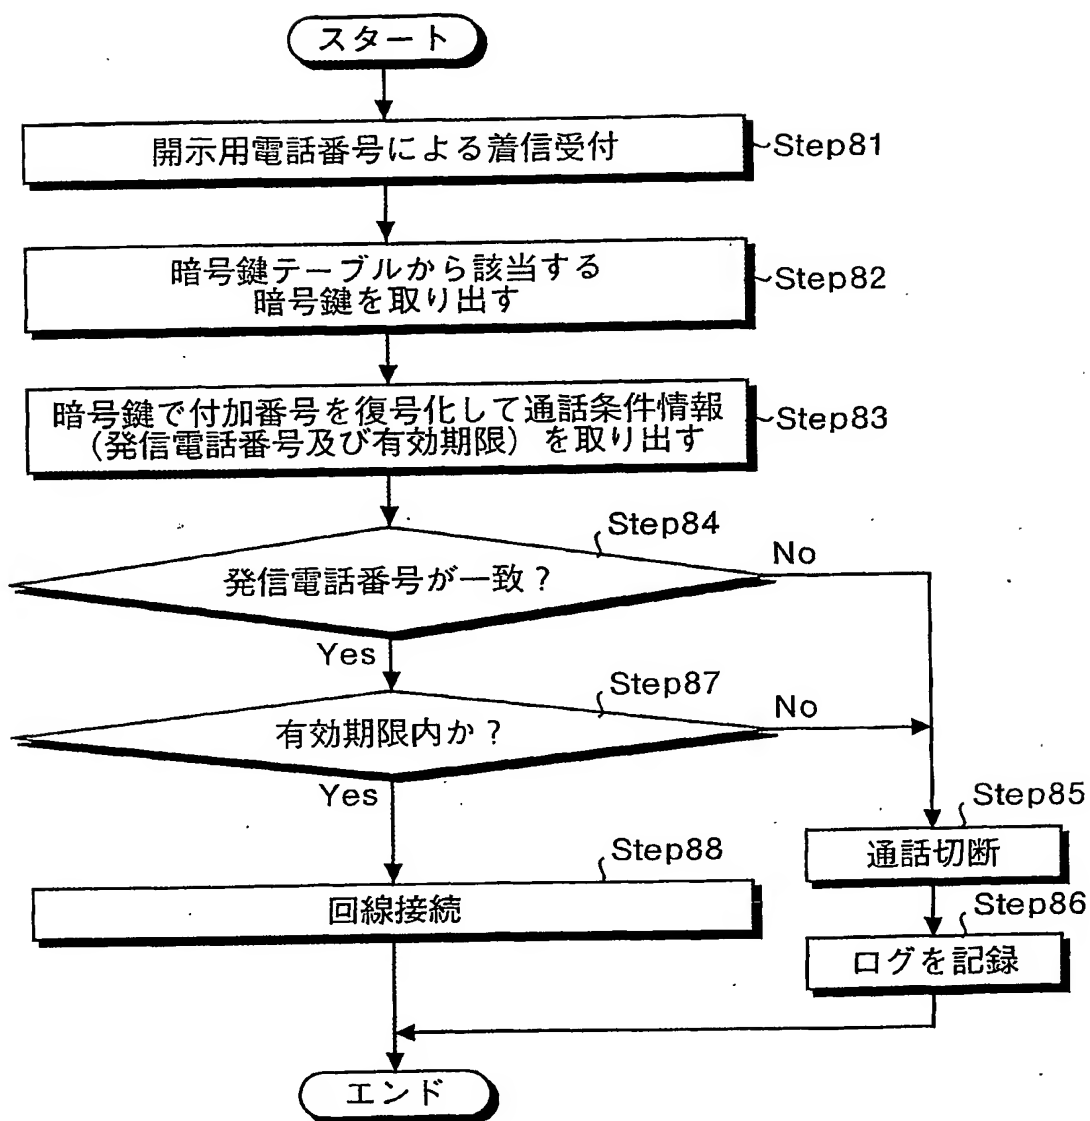 スタート
開示用電話番号による着信受付
Step81
暗号鍵テーブルから該当する
暗号鍵を取り出す
Step82
暗号鍵で付加番号を復号化して通話条件情報
（発信電話番号及び有効期限）を取り出す
Step83
Step84
発信電話番号が一致？
No
Yes
Step87
有効期限内か？
No
Yes
Step85
通話切断
Step88
回線接続
Step86
ログを記録
エンド